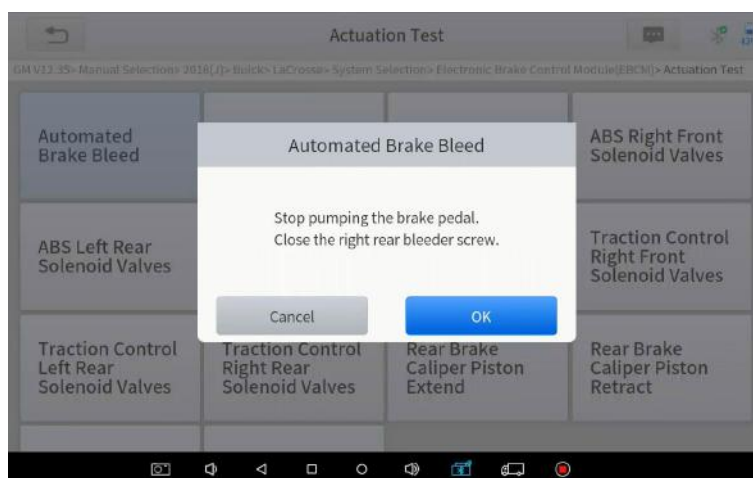 Actuation Test
GM V12.35> Manual Selection> 2016(J)> Buick> LaCrosse> System Selection> Electronic Brake Control Module(EBCM)> Actuation Test
Automated
Brake Bleed
ABS Right Front
Solenoid Valves
Automated Brake Bleed
Stop pumping the brake pedal.
Close the right rear bleeder screw.
Cancel
OK
ABS Left Rear
Solenoid Valves
Traction Control
Right Front
Solenoid Valves
Traction Control
Left Rear
Solenoid Valves
Traction Control
Right Rear
Solenoid Valves
Rear Brake
Caliper Piston
Extend
Rear Brake
Caliper Piston
Retract